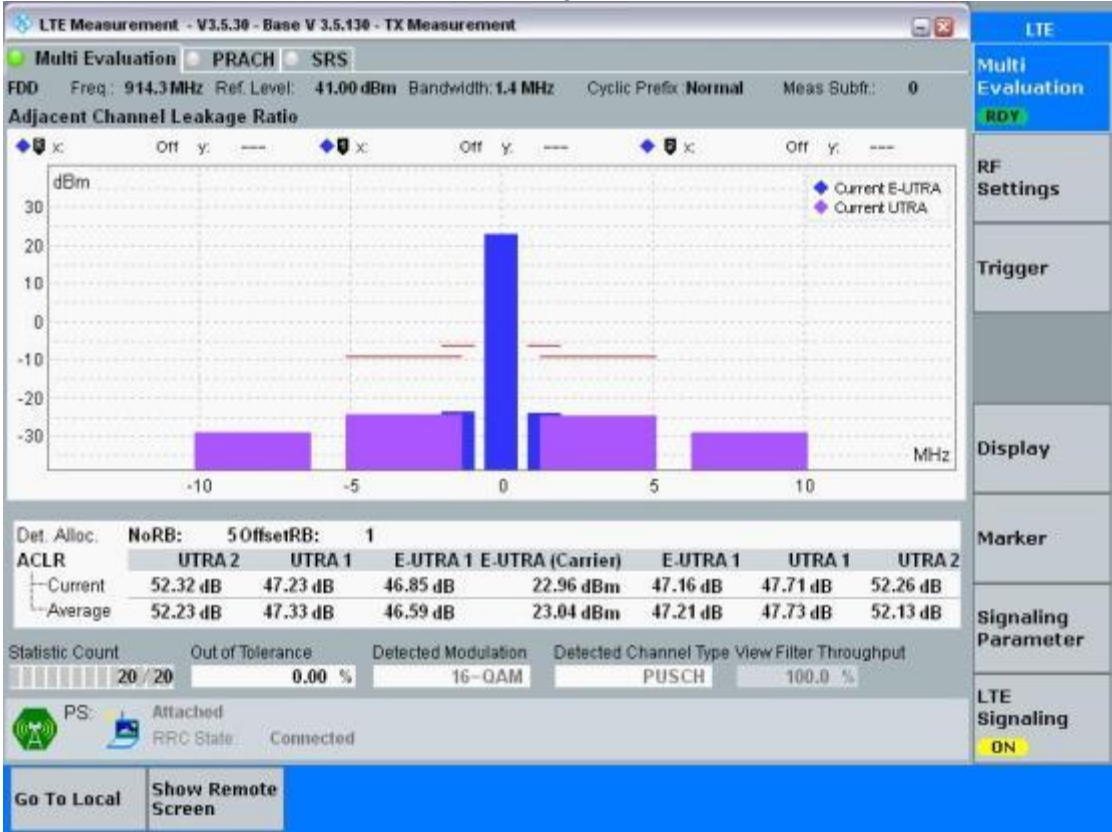 LTE Measurement - V3.5.30 - Base V 3.5.130 - TX Measurement
Multi Evaluation PRACH SRS
FDD Freq.: 914.3 MHz Ref. Level: 41.00 dBm Bandwidth: 1.4 MHz Cyclic Prefix: Normal Meas Subfr.: 0
Adjacent Channel Leakage Ratio
x: Off y: --- x: Off y: --- x: Off y: ---
dBm
Current E-UTRA
Current UTRA
30
20
10
0
-10
-20
-30
MHz
-10 -5 0 5 10
Det. Alloc. NoRB: 5 OffsetRB: 1
ACLR UTRA 2 UTRA 1 E-UTRA 1 E-UTRA (Carrier) E-UTRA 1 UTRA 1 UTRA 2
Current 52.32 dB 47.23 dB 46.85 dB 22.96 dBm 47.16 dB 47.71 dB 52.26 dB
Average 52.23 dB 47.33 dB 46.59 dB 23.04 dBm 47.21 dB 47.73 dB 52.13 dB
Statistic Count Out of Tolerance Detected Modulation Detected Channel Type View Filter Throughput
20 / 20 0.00 % 16-QAM PUSCH 100.0 %
PS: Attached
RRC State: Connected
Go To Local
Show Remote
Screen
LTE
Multi
Evaluation
RDY
RF
Settings
Trigger
Display
Marker
Signaling
Parameter
LTE
Signaling
ON